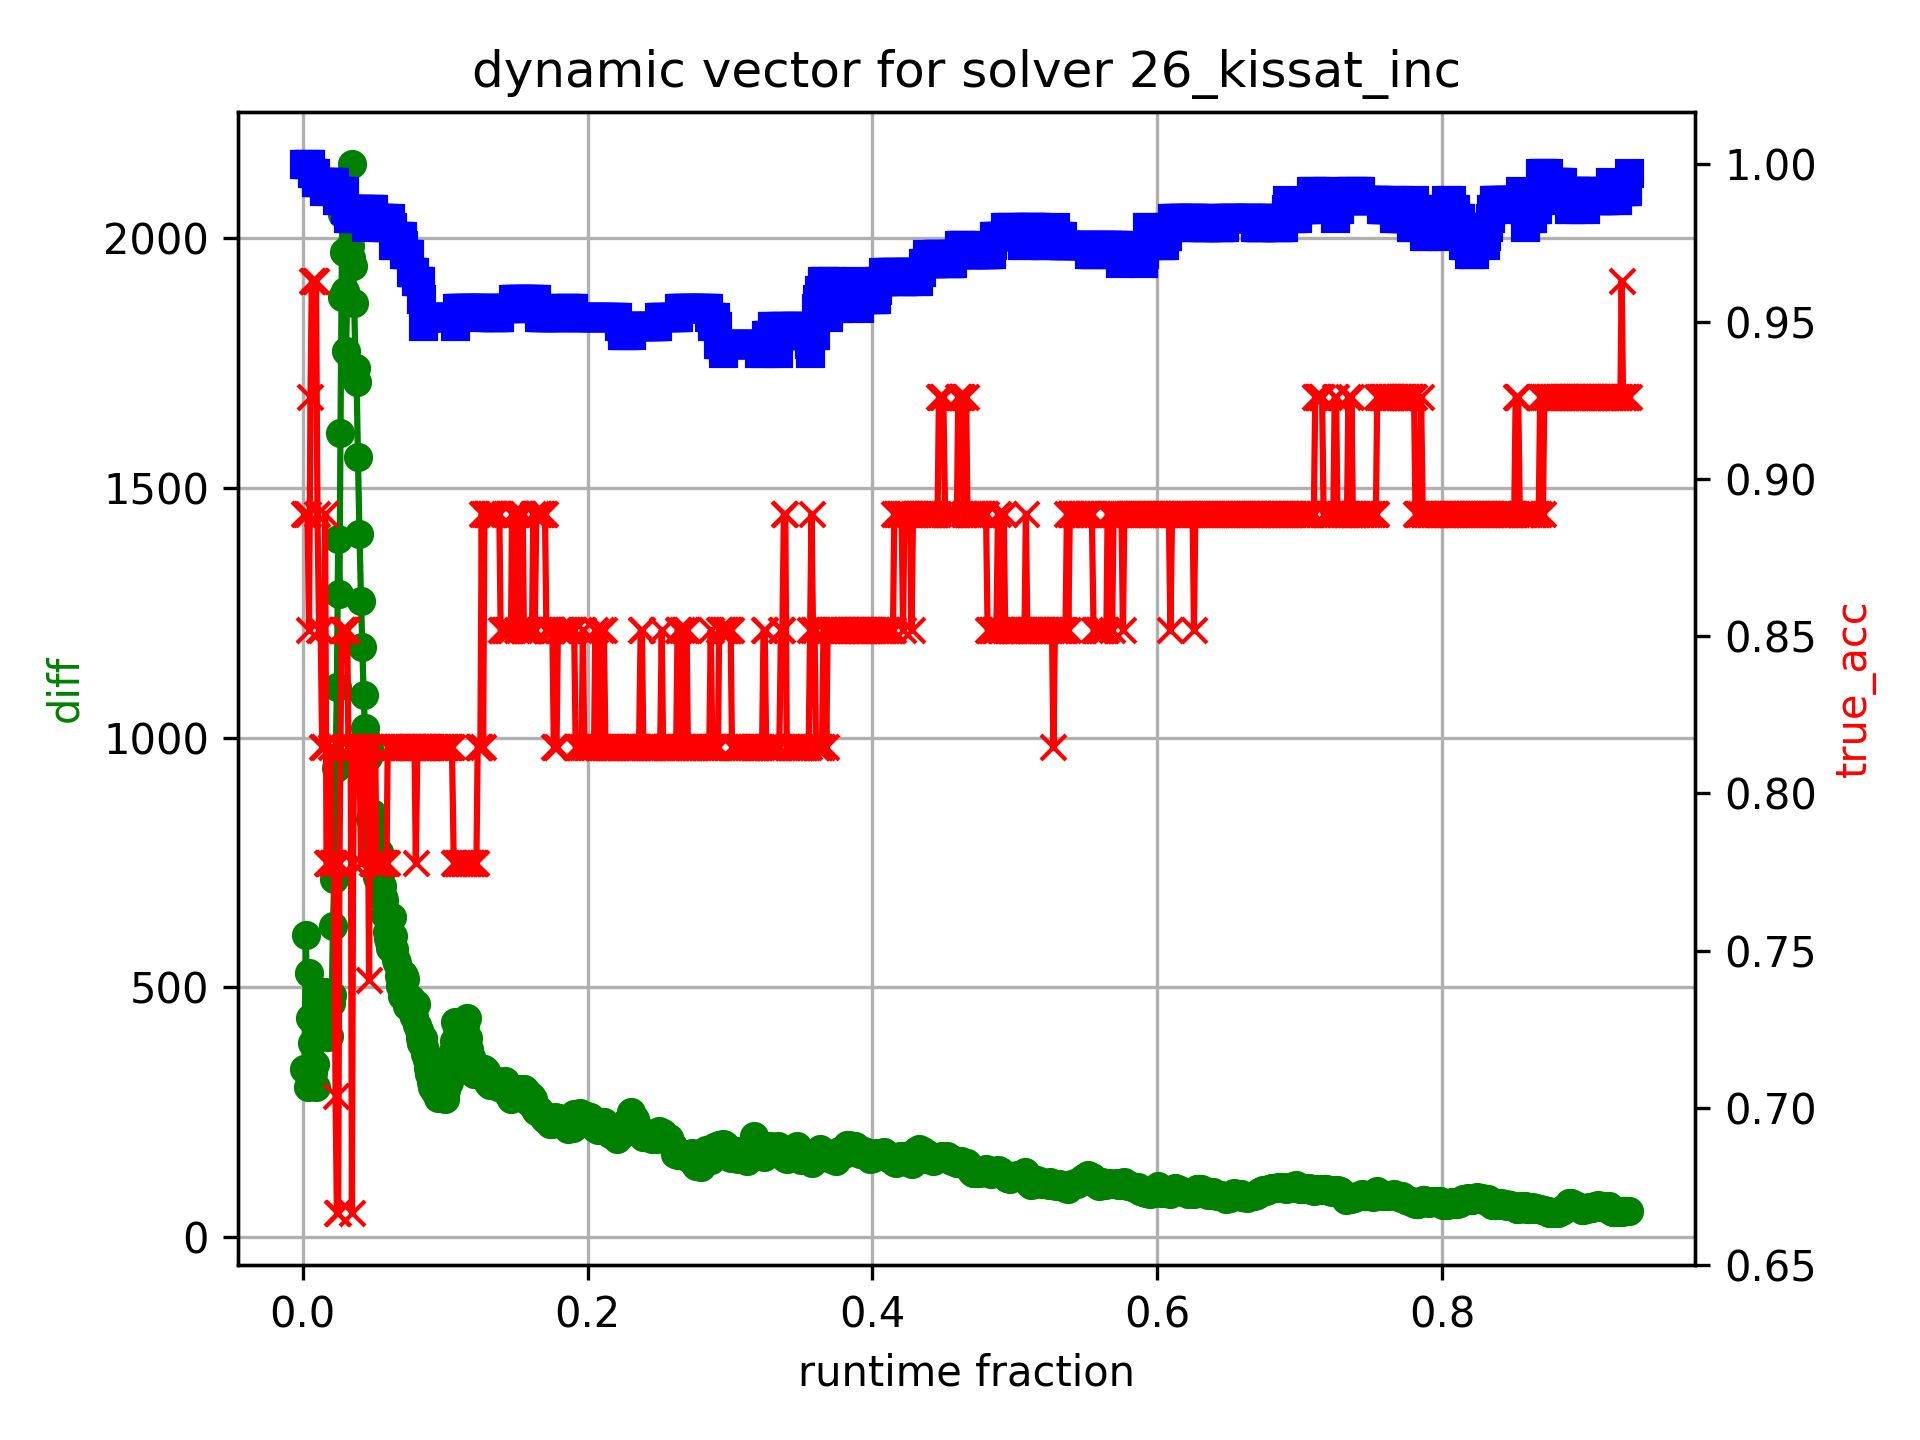 dynamic vector for solver 26_kissat_inc
2000
1500
1000
500
0
diff
1.00
0.95
0.90
0.85
0.80
0.75
0.70
0.65
true_acc
0.0 0.2 0.4 0.6 0.8
runtime fraction